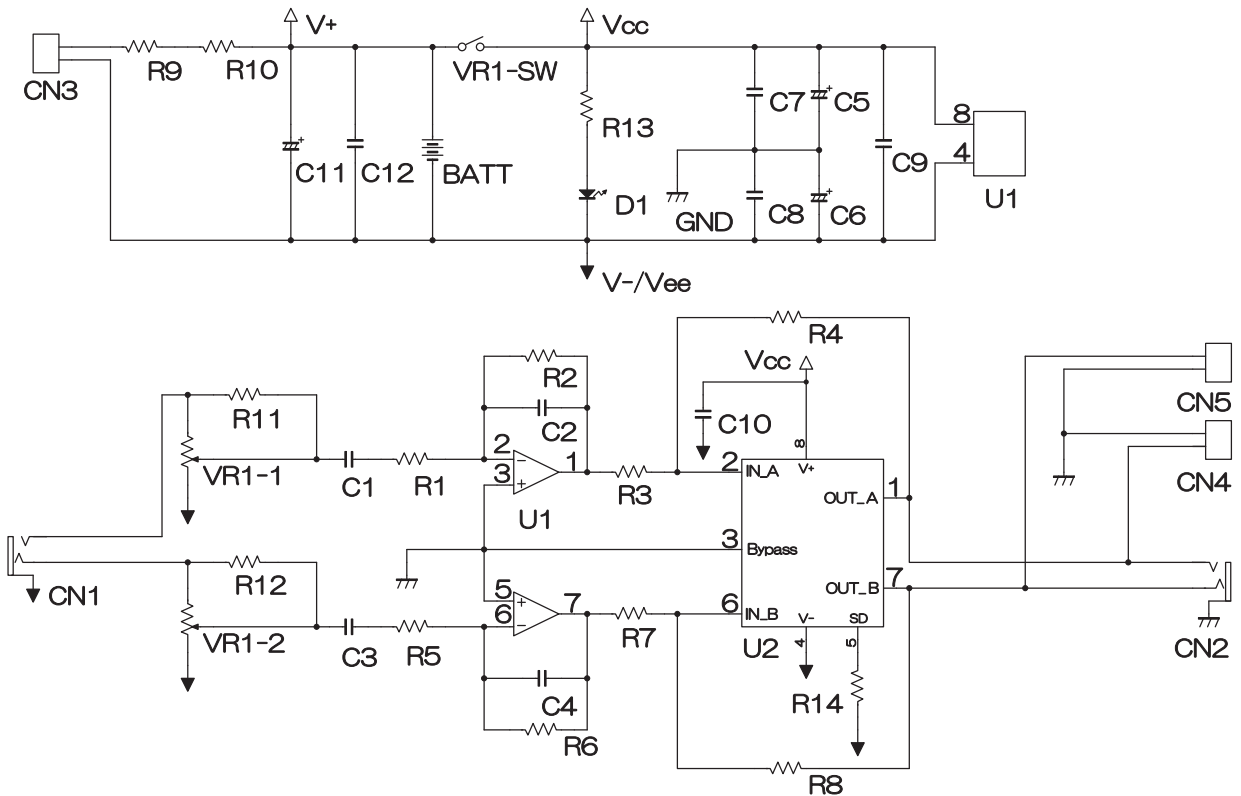 V+
Vcc
CN3
R9
R10
VR1-SW
C11
C12
BATT
R13
D1
C7
C5
GND
C8
C6
C9
8
4
U1
V-/Vee
R4
R2
Vcc
C10
8
CN5
R11
C2
CN4
VR1-1
C1
R1
2
3
1
U1
R3
2
IN_A
V+
OUT_A
1
3
Bypass
CN1
R12
VR1-2
C3
R5
5
6
7
R7
6
IN_B
OUT_B
7
V-
SD
4
5
U2
CN2
C4
R6
R14
R8